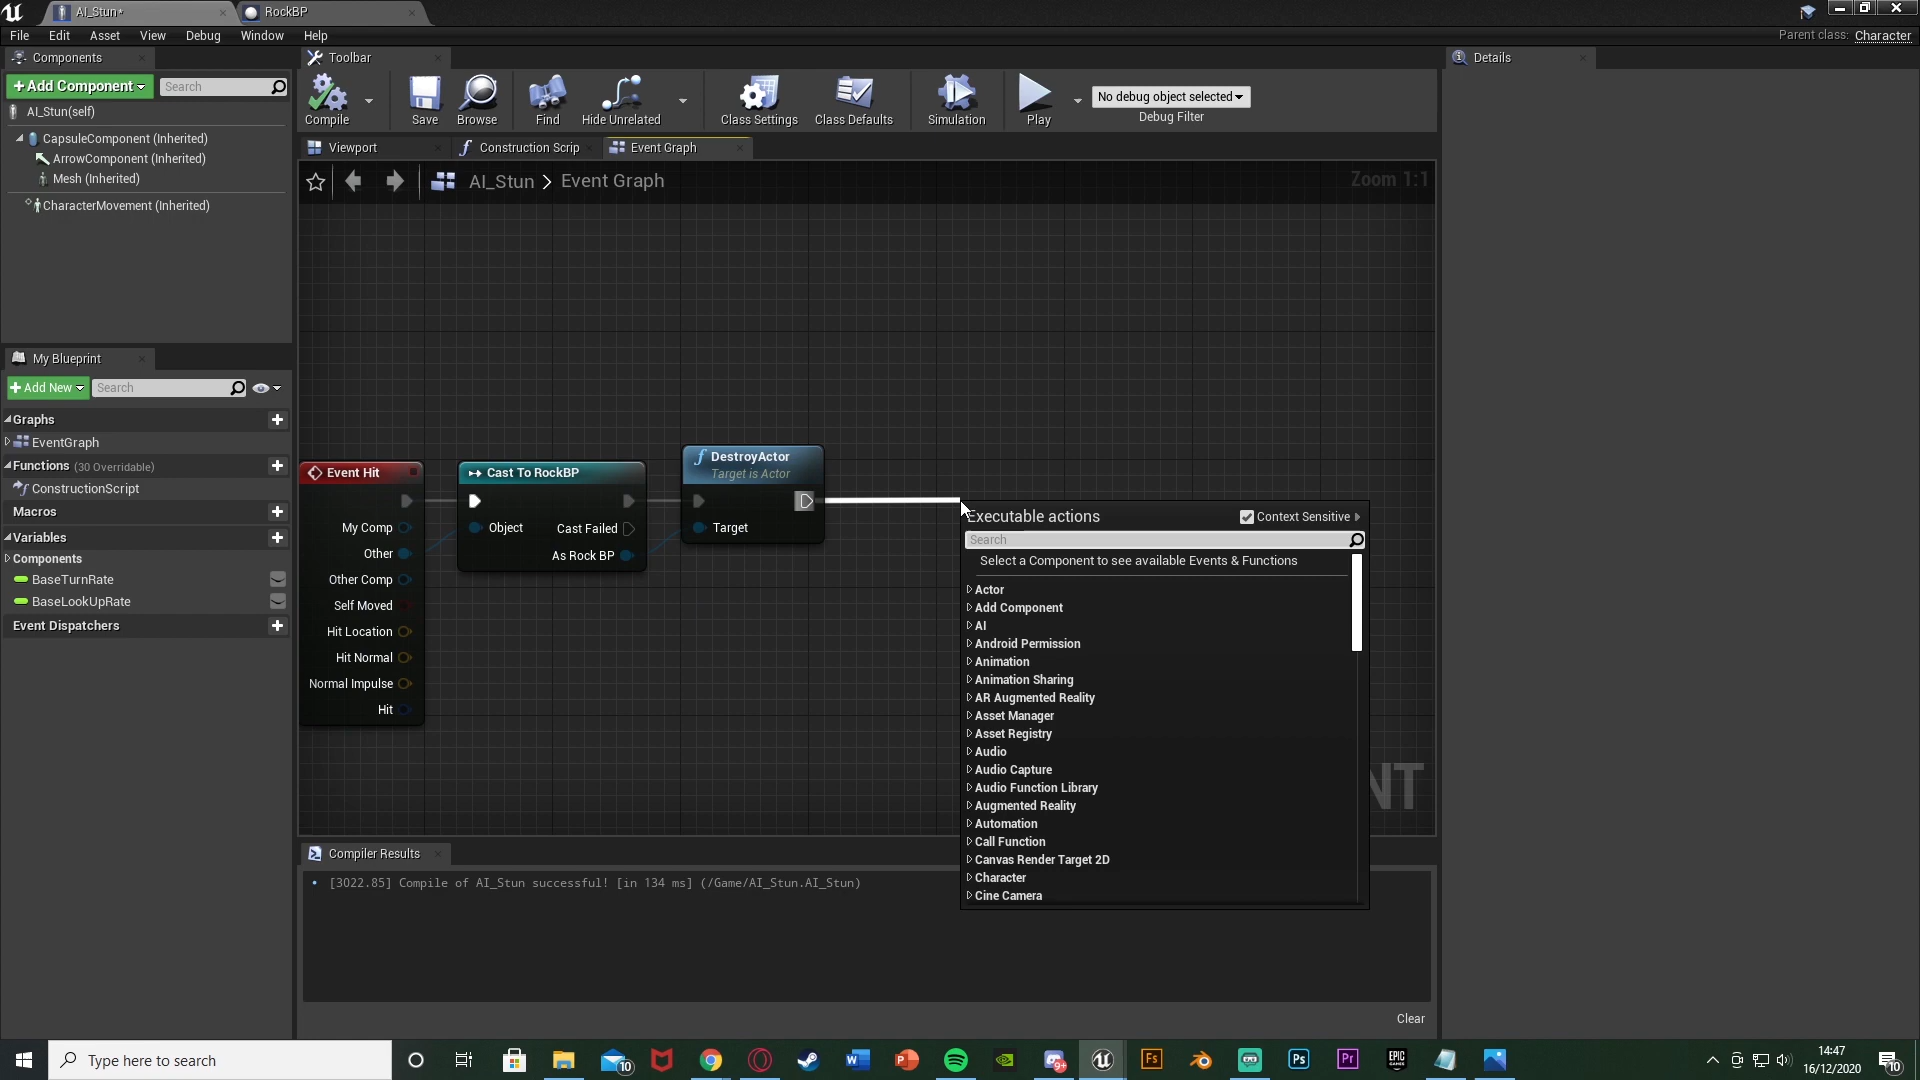 AI_Stun*
RockBP
File Edit Asset View Debug Window Help
Parent class: Character
Components
Toolbar
Details
Add Component
Search
AI_Stun(self)
CapsuleComponent (Inherited)
ArrowComponent (Inherited)
Mesh (Inherited)
CharacterMovement (Inherited)
Compile
Save
Browse
Find
Hide Unrelated
Class Settings
Class Defaults
Simulation
Play
No debug object selected
Debug Filter
Viewport
Construction Scrip
Event Graph
AI_Stun > Event Graph
Zoom 1:1
My Blueprint
Add New
Search
Graphs
EventGraph
Functions (30 Overridable)
ConstructionScript
Macros
Variables
Components
BaseTurnRate
BaseLookUpRate
Event Dispatchers
Event Hit
My Comp
Other
Other Comp
Self Moved
Hit Location
Hit Normal
Normal Impulse
Hit
Cast To RockBP
Object
Cast Failed
As Rock BP
DestroyActor
Target is Actor
Target
Executable actions
Context Sensitive
Search
Select a Component to see available Events & Functions
Actor
Add Component
AI
Android Permission
Animation
Animation Sharing
AR Augmented Reality
Asset Manager
Asset Registry
Audio
Audio Capture
Audio Function Library
Augmented Reality
Automation
Call Function
Canvas Render Target 2D
Character
Cine Camera
NT
Compiler Results
[3022.85] Compile of AI_Stun successful! [in 134 ms] (/Game/AI_Stun.AI_Stun)
Clear
Type here to search
10
W
P
9+
Fs
Ps
Pr
EPIC
GAMES
14:47
16/12/2020
10